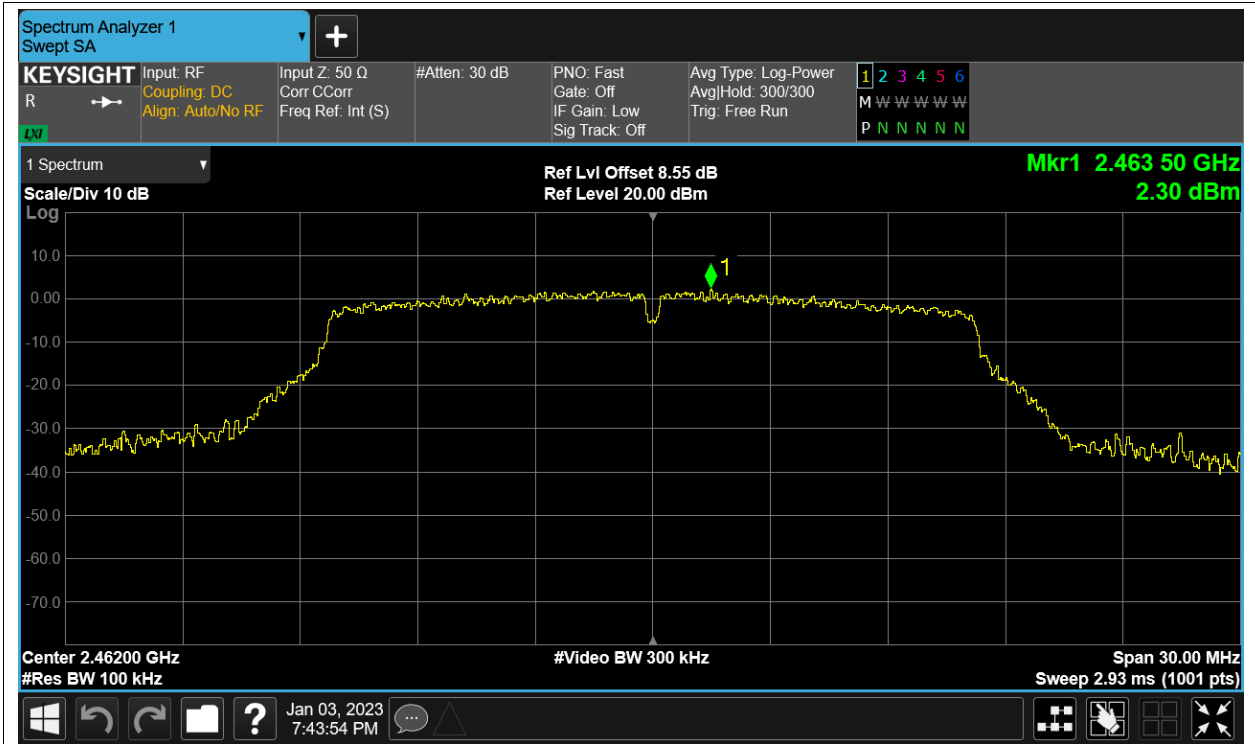 Spectrum Analyzer 1
Swept SA
KEYSIGHT
R
LXI
Input: RF
Coupling: DC
Align: Auto/No RF
Input Z: 50 Ω
Corr CCorr
Freq Ref: Int (S)
#Atten: 30 dB
PNO: Fast
Gate: Off
IF Gain: Low
Sig Track: Off
Avg Type: Log-Power
Avg|Hold: 300/300
Trig: Free Run
1 2 3 4 5 6
M W W W W W
P N N N N N
1 Spectrum
Scale/Div 10 dB
Log
Ref Lvl Offset 8.55 dB
Ref Level 20.00 dBm
Mkr1 2.463 50 GHz
2.30 dBm
1
10.0
0.00
-10.0
-20.0
-30.0
-40.0
-50.0
-60.0
-70.0
Center 2.46200 GHz
#Video BW 300 kHz
Span 30.00 MHz
#Res BW 100 kHz
Sweep 2.93 ms (1001 pts)
?
Jan 03, 2023
7:43:54 PM